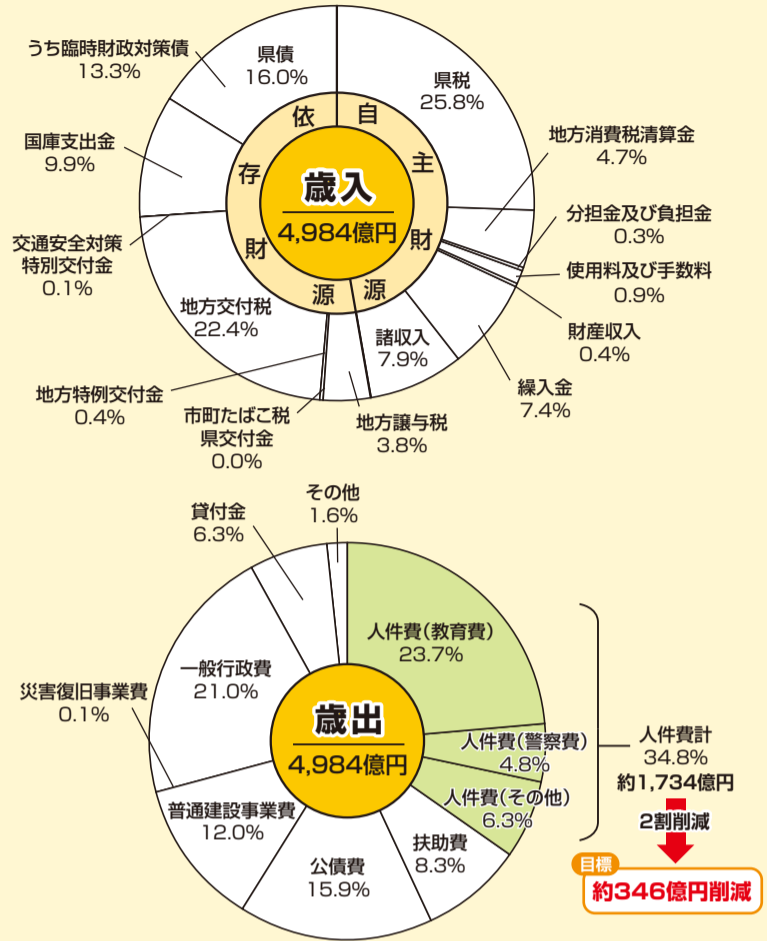 うち臨時財政対策債
13.3%
県債
16.0%
県税
25.8%
地方消費税清算金
4.7%
分担金及び負担金
0.3%
使用料及び手数料
0.9%
財産収入
0.4%
繰入金
7.4%
諸収入
7.9%
地方譲与税
3.8%
市町たばこ税
県交付金
0.0%
地方特例交付金
0.4%
地方交付税
22.4%
交通安全対策
特別交付金
0.1%
国庫支出金
9.9%
自主財源
依存財源
歳入
4,984億円
その他
1.6%
貸付金
6.3%
人件費(教育費)
23.7%
人件費(警察費)
4.8%
人件費(その他)
6.3%
扶助費
8.3%
公債費
15.9%
普通建設事業費
12.0%
災害復旧事業費
0.1%
一般行政費
21.0%
歳出
4,984億円
人件費計
34.8%
約1,734億円
2割削減
目標
約346億円削減